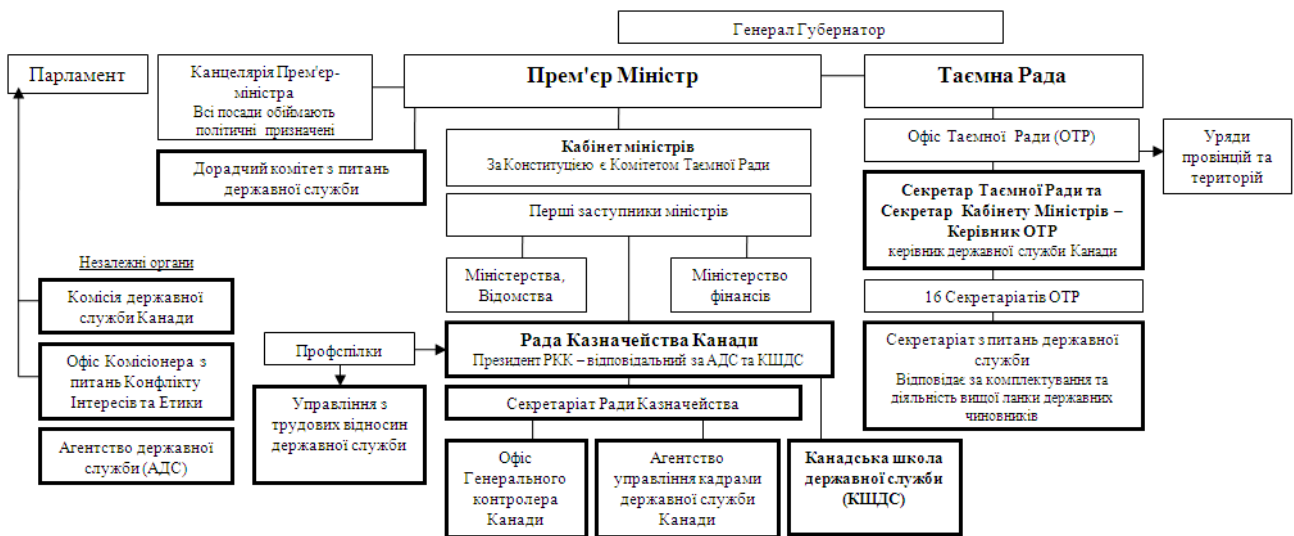 Генерал Губернатор
Парламент
Канцелярія Прем'єр-
міністра
Всі посади обіймають
політичні призначені
Прем'єр Міністр
Таємна Рада
Дорадчий комітет з питань
державної служби
Кабінет міністрів
За Конституцією є Комітетом Таємної Ради
Офіс Таємної Ради (ОТР)
Уряди
провінцій та
територій
Перші заступники міністрів
Секретар Таємної Ради та
Секретар Кабінету Міністрів –
Керівник ОТР
керівник державної служби Канади
Незалежні органи
Міністерства,
Відомства
Міністерство
фінансів
Комісія державної
служби Канади
16 Секретаріатів ОТР
Профспілки
Рада Казначейства Канади
Президент РКК – відповідальний за АДС та КШДС
Секретаріат з питань державної
служби
Відповідає за комплектування та
діяльність вищої ланки державних
чиновників
Офіс Комісіонера з
питань Конфлікту
Інтересів та Етики
Управління з
трудових відносин
державної служби
Секретаріат Ради Казначейства
Агентство державної
служби (АДС)
Офіс
Генерального
контролера
Канади
Агентство
управління кадрами
державної служби
Канади
Канадська школа
державної служби
(КШДС)